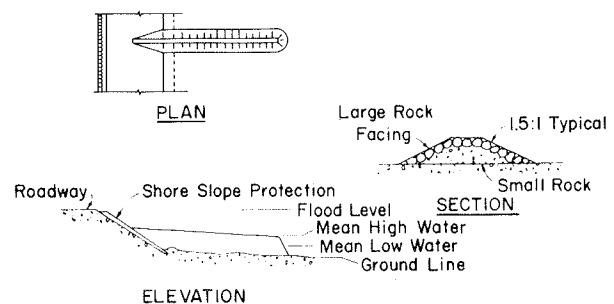 PLAN
Large Rock
Facing
1.5:1 Typical
Small Rock
SECTION
Roadway
Shore Slope Protection
Flood Level
Mean High Water
Mean Low Water
Ground Line
ELEVATION